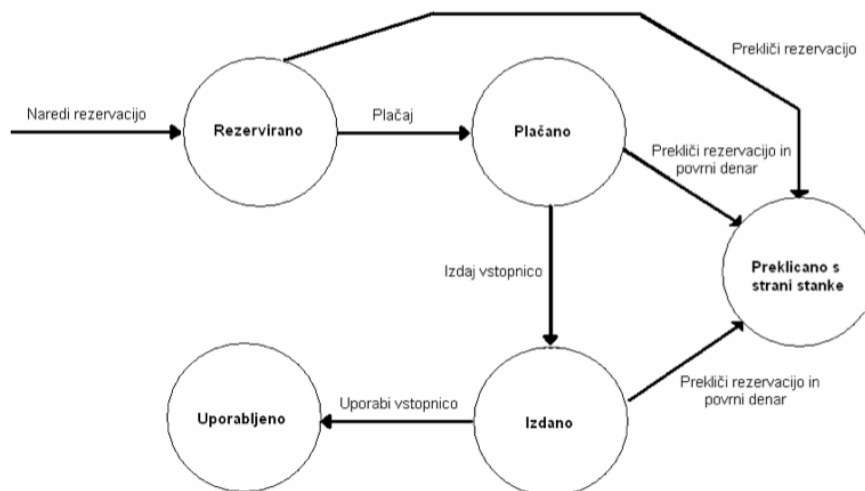 Prekliči rezervacijo
Naredi rezervacijo
Rezervirano
Plačaj
Plačano
Prekliči rezervacijo in
povrni denar
Izdaj vstopnico
Preklicano s
strani stanke
Uporabljeno
Uporabi vstopnico
Izdano
Prekliči rezervacijo in
povrni denar